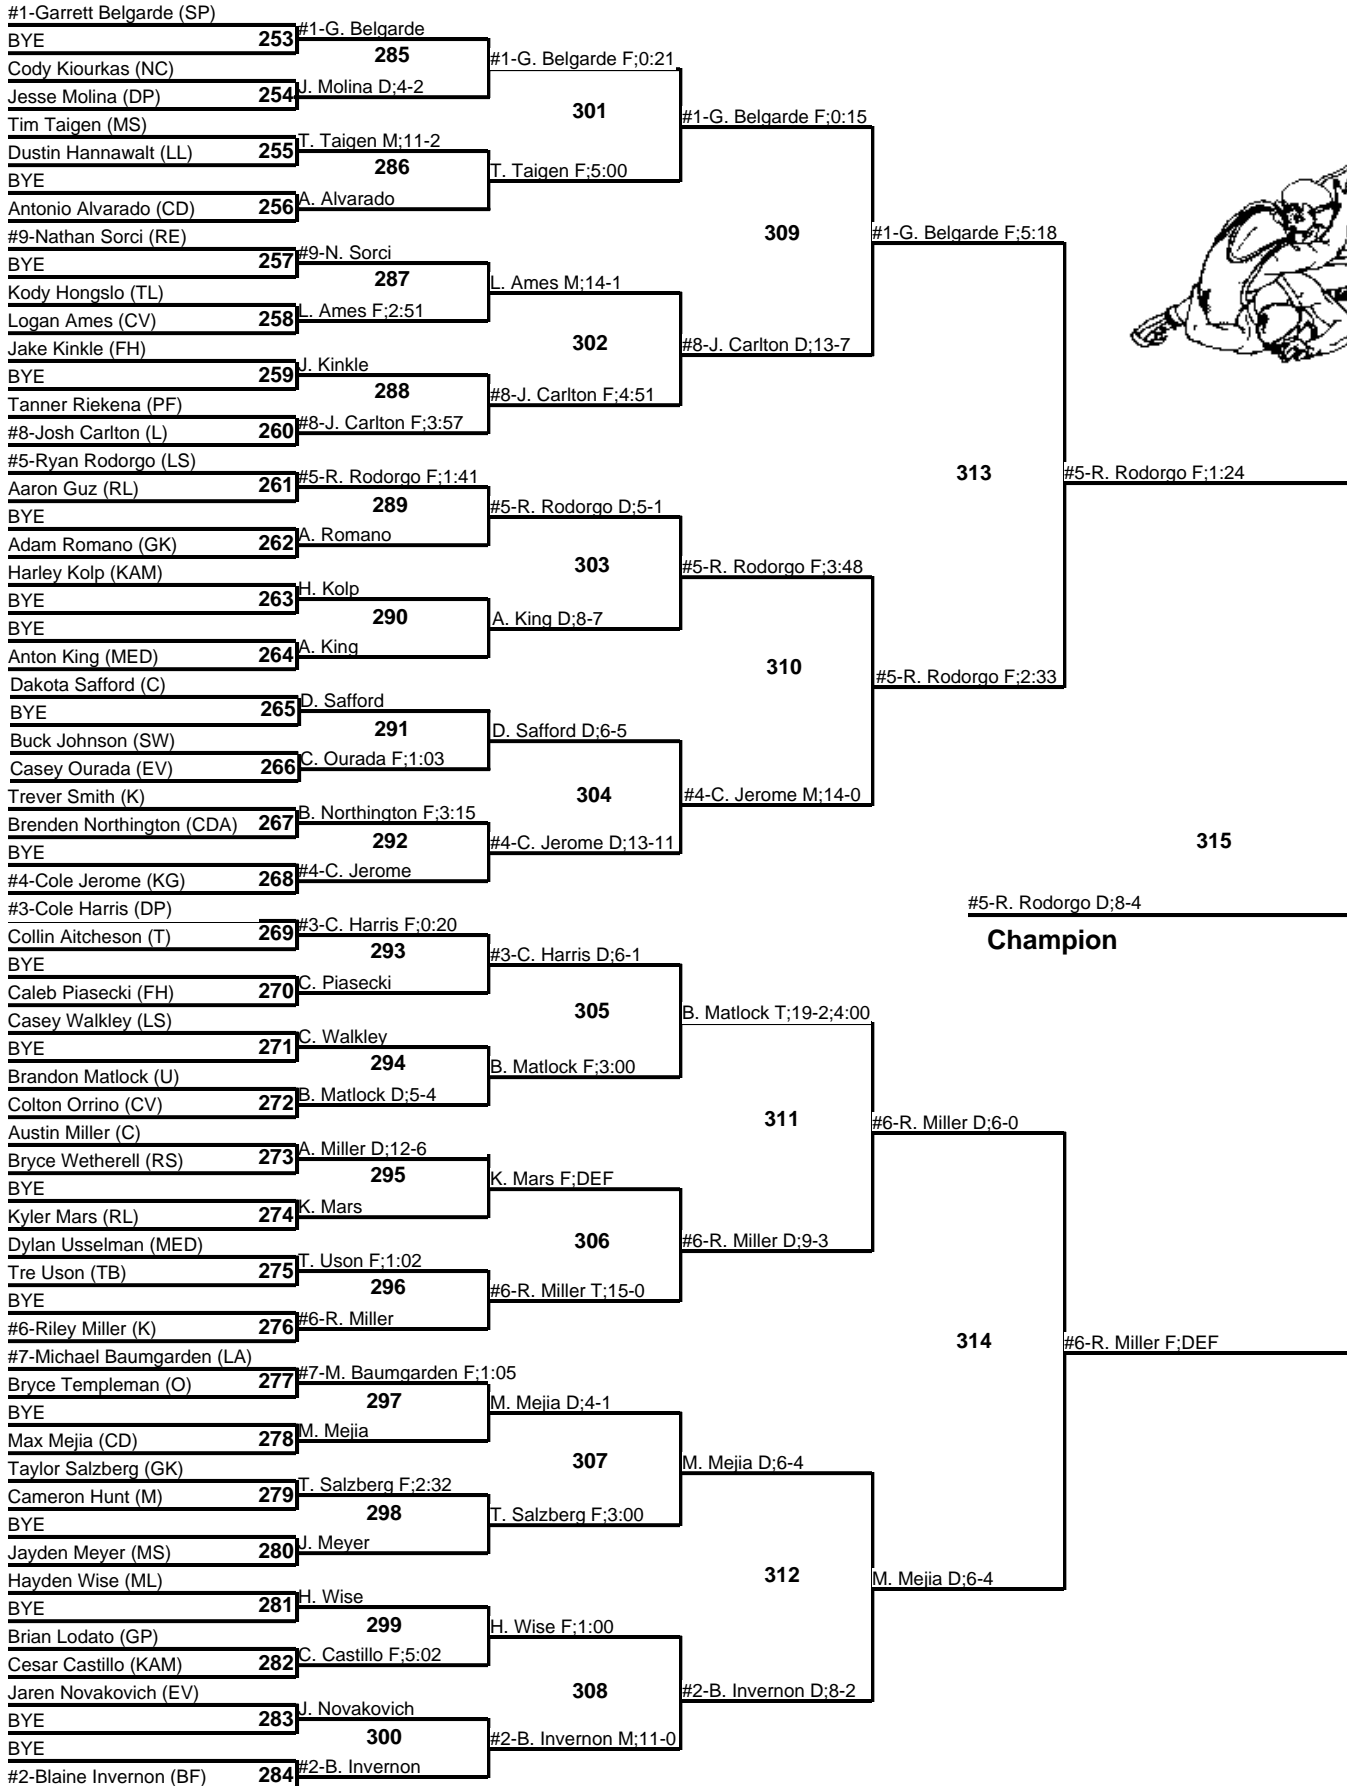 #1-Garrett Belgarde (SP)
BYE
253
#1-G. Belgarde
285
#1-G. Belgarde F;0:21
Cody Kiourkas (NC)
Jesse Molina (DP)
254
J. Molina D;4-2
301
#1-G. Belgarde F;0:15
Tim Taigen (MS)
Dustin Hannawalt (LL)
255
T. Taigen M;11-2
286
T. Taigen F;5:00
BYE
Antonio Alvarado (CD)
256
A. Alvarado
309
#1-G. Belgarde F;5:18
#9-Nathan Sorci (RE)
BYE
257
#9-N. Sorci
287
L. Ames M;14-1
Kody Hongslo (TL)
Logan Ames (CV)
258
L. Ames F;2:51
302
#8-J. Carlton D;13-7
Jake Kinkle (FH)
BYE
259
J. Kinkle
288
#8-J. Carlton F;4:51
Tanner Riekena (PF)
#8-Josh Carlton (L)
260
#8-J. Carlton F;3:57
313
#5-R. Rodorgo F;1:24
#5-Ryan Rodorgo (LS)
Aaron Guz (RL)
261
#5-R. Rodorgo F;1:41
289
#5-R. Rodorgo D;5-1
BYE
Adam Romano (GK)
262
A. Romano
303
#5-R. Rodorgo F;3:48
Harley Kolp (KAM)
BYE
263
H. Kolp
290
A. King D;8-7
BYE
Anton King (MED)
264
A. King
310
#5-R. Rodorgo F;2:33
Dakota Safford (C)
BYE
265
D. Safford
291
D. Safford D;6-5
Buck Johnson (SW)
Casey Ourada (EV)
266
C. Ourada F;1:03
304
#4-C. Jerome M;14-0
Trever Smith (K)
Brenden Northington (CDA)
267
B. Northington F;3:15
292
#4-C. Jerome D;13-11
BYE
#4-Cole Jerome (KG)
268
#4-C. Jerome
315
#5-R. Rodorgo D;8-4
Champion
#3-Cole Harris (DP)
Collin Aitcheson (T)
269
#3-C. Harris F;0:20
293
#3-C. Harris D;6-1
BYE
Caleb Piasecki (FH)
270
C. Piasecki
305
B. Matlock T;19-2;4:00
Casey Walkley (LS)
BYE
271
C. Walkley
294
B. Matlock F;3:00
Brandon Matlock (U)
Colton Orrino (CV)
272
B. Matlock D;5-4
311
#6-R. Miller D;6-0
Austin Miller (C)
Bryce Wetherell (RS)
273
A. Miller D;12-6
295
K. Mars F;DEF
BYE
Kyler Mars (RL)
274
K. Mars
306
#6-R. Miller D;9-3
Dylan Usselman (MED)
Tre Uson (TB)
275
T. Uson F;1:02
296
#6-R. Miller T;15-0
BYE
#6-Riley Miller (K)
276
#6-R. Miller
314
#6-R. Miller F;DEF
#7-Michael Baumgarden (LA)
Bryce Templeman (O)
277
#7-M. Baumgarden F;1:05
297
M. Mejia D;4-1
BYE
Max Mejia (CD)
278
M. Mejia
307
M. Mejia D;6-4
Taylor Salzberg (GK)
Cameron Hunt (M)
279
T. Salzberg F;2:32
298
T. Salzberg F;3:00
BYE
Jayden Meyer (MS)
280
J. Meyer
312
M. Mejia D;6-4
Hayden Wise (ML)
BYE
281
H. Wise
299
H. Wise F;1:00
Brian Lodato (GP)
Cesar Castillo (KAM)
282
C. Castillo F;5:02
308
#2-B. Invernon D;8-2
Jaren Novakovich (EV)
BYE
283
J. Novakovich
300
#2-B. Invernon M;11-0
BYE
#2-Blaine Invernon (BF)
284
#2-B. Invernon